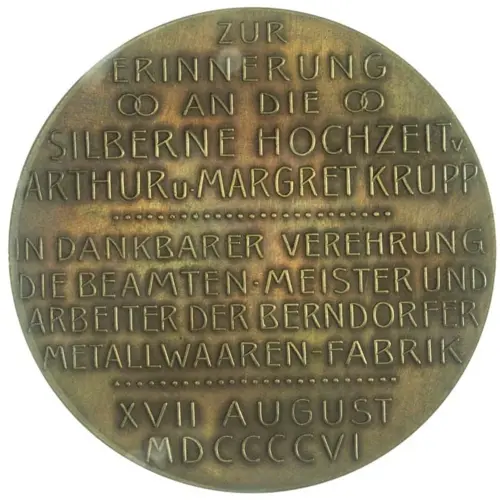 ZUR
ERINNERUNG
AN DIE
SILBERNE HOCHZEIT v.
ARTHUR u. MARGRET KRUPP
IN DANKBARER VEREHRUNG
DIE BEAMTEN · MEISTER UND
ARBEITER DER BERNDORFER
METALLWAAREN-FABRIK
XVII AUGUST
MDCCCCVI